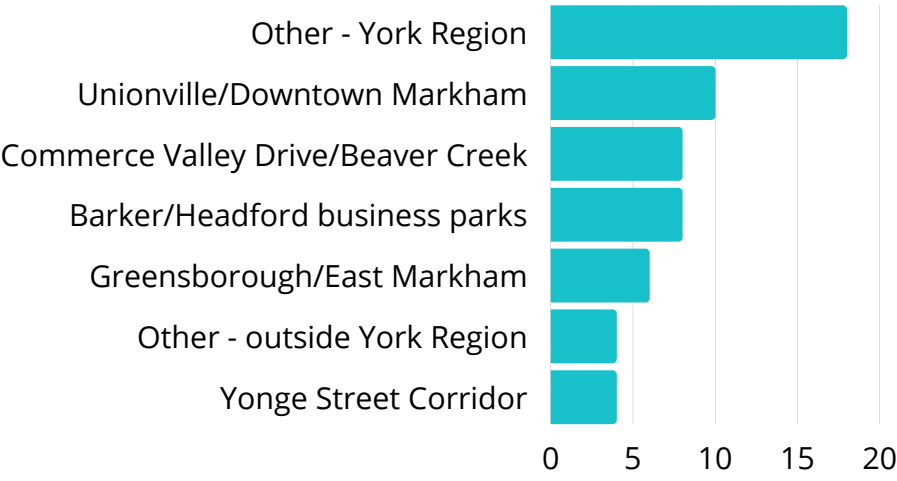 Other - York Region
Unionville/Downtown Markham
Commerce Valley Drive/Beaver Creek
Barker/Headford business parks
Greensborough/East Markham
Other - outside York Region
Yonge Street Corridor
0 5 10 15 20